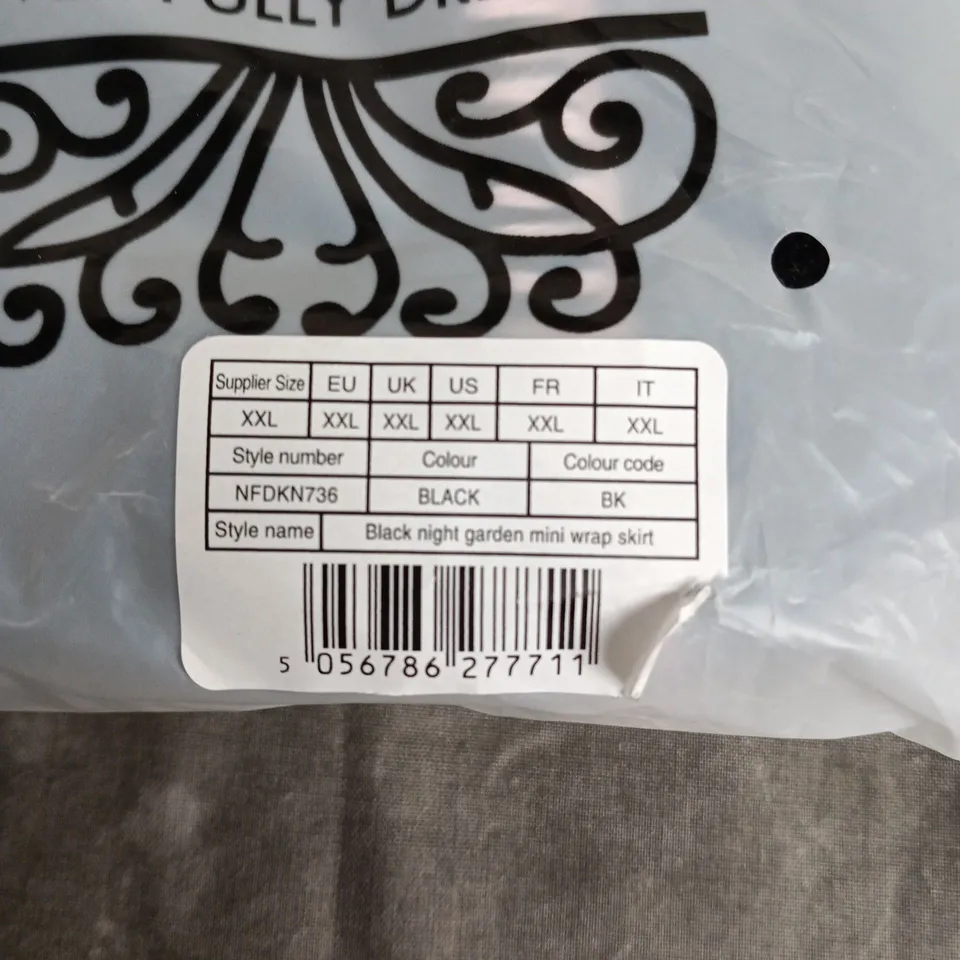 Supplier Size EU UK US FR IT
XXL XXL XXL XXL XXL XXL
Style number Colour Colour code
NFDKN736 BLACK BK
Style name Black night garden mini wrap skirt
5 056786 277711